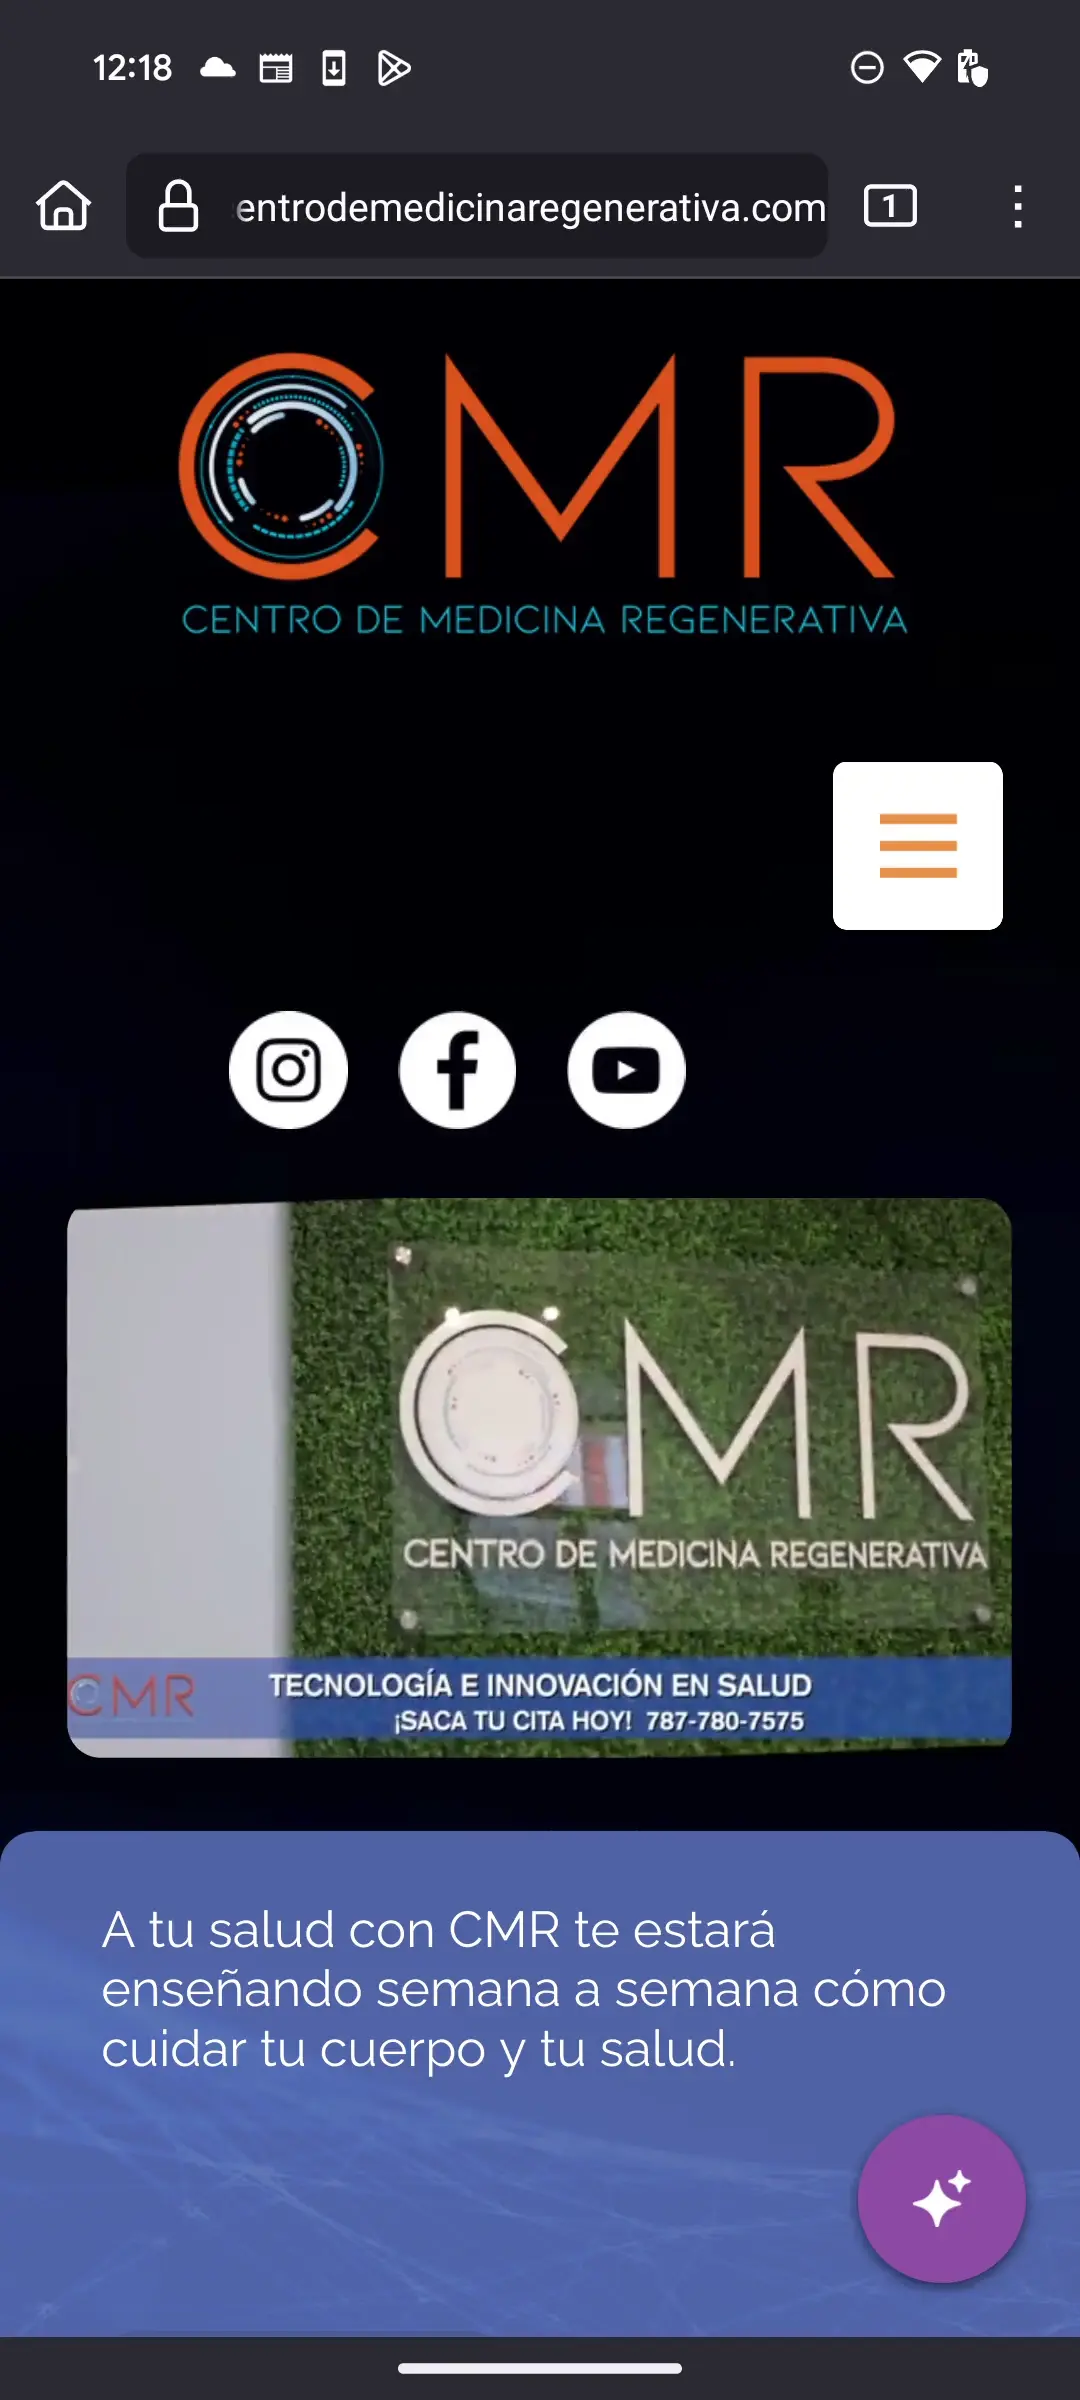 12:18
entrodemedicinaregenerativa.com
1
CMR
CENTRO DE MEDICINA REGENERATIVA
CMR
CENTRO DE MEDICINA REGENERATIVA
CMR
TECNOLOGÍA E INNOVACIÓN EN SALUD
¡SACA TU CITA HOY! 787-780-7575
A tu salud con CMR te estará
enseñando semana a semana cómo
cuidar tu cuerpo y tu salud.